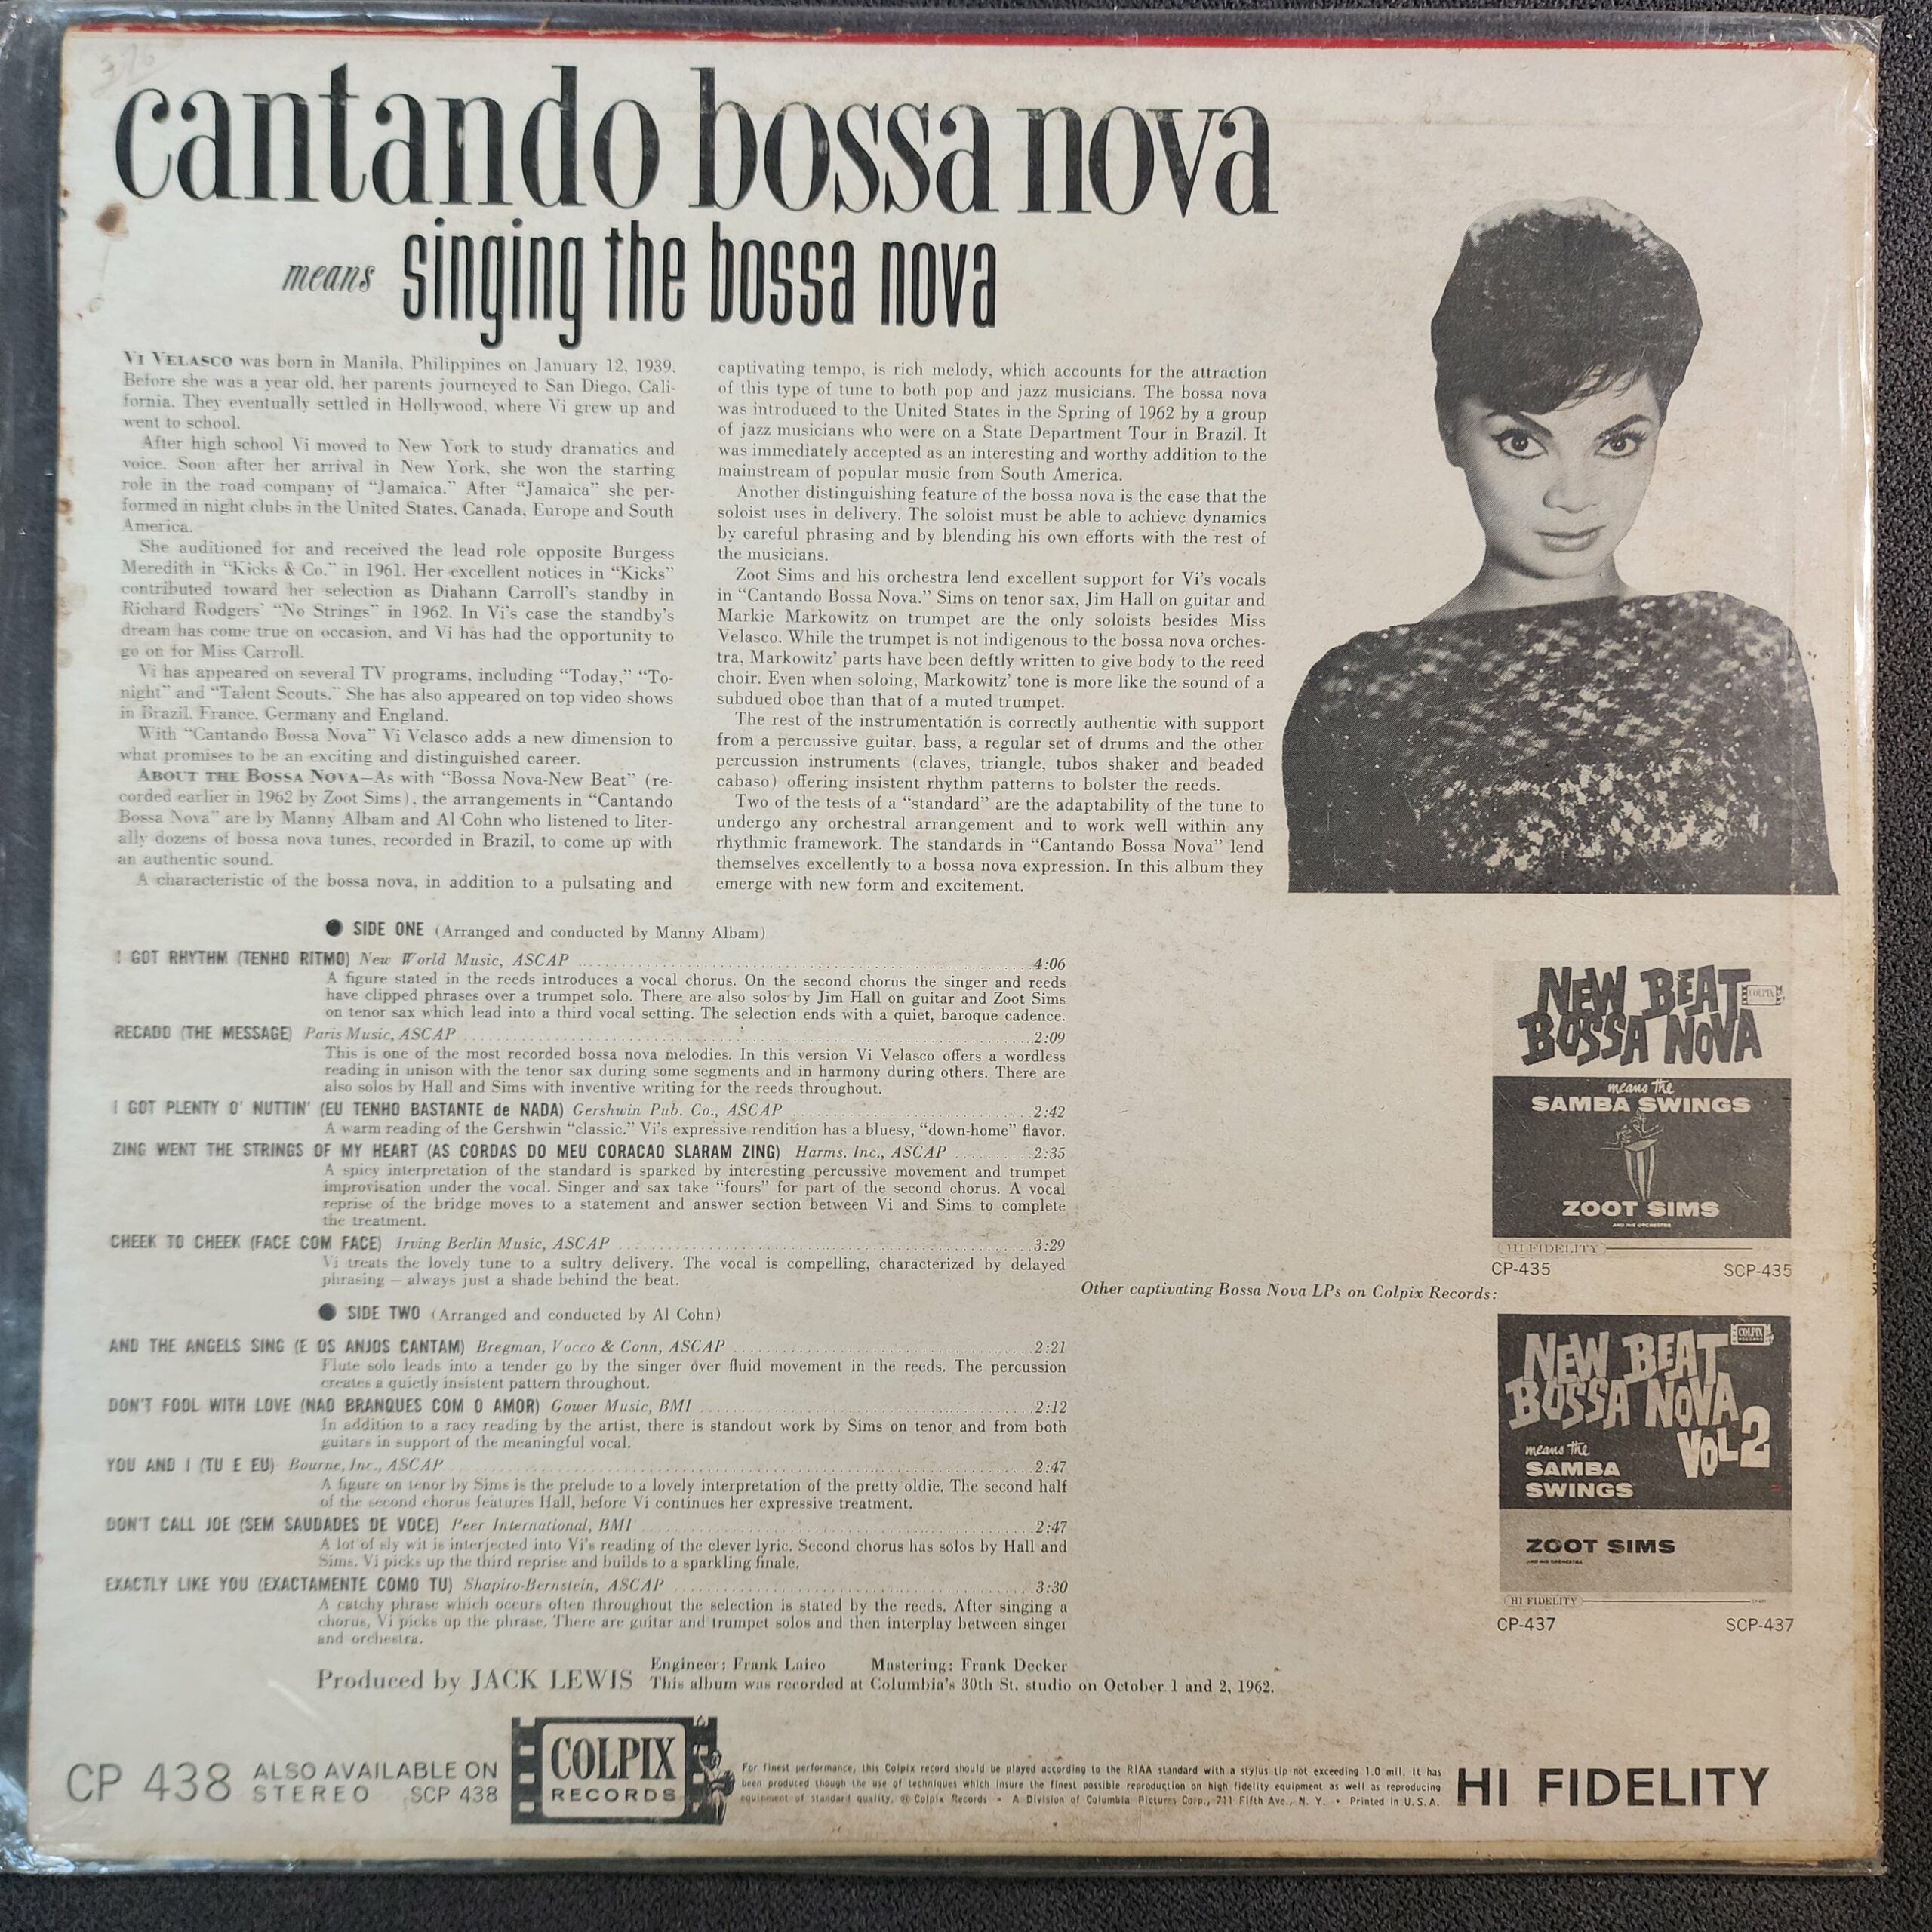 cantando bossa nova
means singing the bossa nova
VI VELASCO was born in Manila, Philippines on January 12, 1939.
Before she was a year old, her parents journeyed to San Diego, Cali-
fornia. They eventually settled in Hollywood, where Vi grew up and
went to school.
After high school Vi moved to New York to study dramatics and
voice. Soon after her arrival in New York, she won the starring
role in the road company of “Jamaica.” After “Jamaica” she per-
formed in night clubs in the United States, Canada, Europe and South
America.
She auditioned for and received the lead role opposite Burgess
Meredith in “Kicks & Co.” in 1961. Her excellent notices in “Kicks”
contributed toward her selection as Diahann Carroll’s standby in
Richard Rodgers’ “No Strings” in 1962. In Vi’s case the standby’s
dream has come true on occasion, and Vi has had the opportunity to
go on for Miss Carroll.
Vi has appeared on several TV programs, including “Today,” “To-
night” and “Talent Scouts.” She has also appeared on top video shows
in Brazil, France, Germany and England.
With “Cantando Bossa Nova” Vi Velasco adds a new dimension to
what promises to be an exciting and distinguished career.
ABOUT THE BOSSA NOVA—As with “Bossa Nova-New Beat” (re-
corded earlier in 1962 by Zoot Sims), the arrangements in “Cantando
Bossa Nova” are by Manny Albam and Al Cohn who listened to liter-
ally dozens of bossa nova tunes, recorded in Brazil, to come up with
an authentic sound.
A characteristic of the bossa nova, in addition to a pulsating and
captivating tempo, is rich melody, which accounts for the attraction
of this type of tune to both pop and jazz musicians. The bossa nova
was introduced to the United States in the Spring of 1962 by a group
of jazz musicians who were on a State Department Tour in Brazil. It
was immediately accepted as an interesting and worthy addition to the
mainstream of popular music from South America.
Another distinguishing feature of the bossa nova is the ease that the
soloist uses in delivery. The soloist must be able to achieve dynamics
by careful phrasing and by blending his own efforts with the rest of
the musicians.
Zoot Sims and his orchestra lend excellent support for Vi’s vocals
in “Cantando Bossa Nova.” Sims on tenor sax, Jim Hall on guitar and
Markie Markowitz on trumpet are the only soloists besides Miss
Velasco. While the trumpet is not indigenous to the bossa nova orches-
tra, Markowitz’ parts have been deftly written to give body to the reed
choir. Even when soloing, Markowitz’ tone is more like the sound of a
subdued oboe than that of a muted trumpet.
The rest of the instrumentation is correctly authentic with support
from a percussive guitar, bass, a regular set of drums and the other
percussion instruments (claves, triangle, tubos shaker and beaded
cabaso) offering insistent rhythm patterns to bolster the reeds.
Two of the tests of a “standard” are the adaptability of the tune to
undergo any orchestral arrangement and to work well within any
rhythmic framework. The standards in “Cantando Bossa Nova” lend
themselves excellently to a bossa nova expression. In this album they
emerge with new form and excitement.
● SIDE ONE (Arranged and conducted by Manny Albam)
I GOT RHYTHM (TENHO RITMO) New World Music, ASCAP 4:06
A figure stated in the reeds introduces a vocal chorus. On the second chorus the singer and reeds
have clipped phrases over a trumpet solo. There are also solos by Jim Hall on guitar and Zoot Sims
on tenor sax which lead into a third vocal setting. The selection ends with a quiet, baroque cadence.
RECADO (THE MESSAGE) Paris Music, ASCAP 2:09
This is one of the most recorded bossa nova melodies. In this version Vi Velasco offers a wordless
reading in unison with the tenor sax during some segments and in harmony during others. There are
also solos by Hall and Sims with inventive writing for the reeds throughout.
I GOT PLENTY O' NUTTIN' (EU TENHO BASTANTE de NADA) Gershwin Pub. Co., ASCAP 2:42
A warm reading of the Gershwin “classic.” Vi’s expressive rendition has a bluesy, “down-home” flavor.
ZING WENT THE STRINGS OF MY HEART (AS CORDAS DO MEU CORACAO SLARAM ZING) Harms. Inc., ASCAP 2:35
A spicy interpretation of the standard is sparked by interesting percussive movement and trumpet
improvisation under the vocal. Singer and sax take “fours” for part of the second chorus. A vocal
reprise of the bridge moves to a statement and answer section between Vi and Sims to complete
the treatment.
CHEEK TO CHEEK (FACE COM FACE) Irving Berlin Music, ASCAP 3:29
Vi treats the lovely tune to a sultry delivery. The vocal is compelling, characterized by delayed
phrasing — always just a shade behind the beat.
● SIDE TWO (Arranged and conducted by Al Cohn)
AND THE ANGELS SING (E OS ANJOS CANTAM) Bregman, Vocco & Conn, ASCAP 2:21
Flute solo leads into a tender go by the singer over fluid movement in the reeds. The percussion
creates a quietly insistent pattern throughout.
DON'T FOOL WITH LOVE (NAO BRANQUES COM O AMOR) Gower Music, BMI 2:12
In addition to a racy reading by the artist, there is standout work by Sims on tenor and from both
guitars in support of the meaningful vocal.
YOU AND I (TU E EU) Bourne, Inc., ASCAP 2:47
A figure on tenor by Sims is the prelude to a lovely interpretation of the pretty oldie. The second half
of the second chorus features Hall, before Vi continues her expressive treatment.
DON'T CALL JOE (SEM SAUDADES DE VOCE) Peer International, BMI 2:47
A lot of sly wit is interjected into Vi’s reading of the clever lyric. Second chorus has solos by Hall and
Sims. Vi picks up the third reprise and builds to a sparkling finale.
EXACTLY LIKE YOU (EXACTAMENTE COMO TU) Shapiro-Bernstein, ASCAP 3:30
A catchy phrase which occurs often throughout the selection is stated by the reeds. After singing a
chorus, Vi picks up the phrase. There are guitar and trumpet solos and then interplay between singer
and orchestra.
Other captivating Bossa Nova LPs on Colpix Records:
NEW BEAT
COLPIX
BOSSA NOVA
means the
SAMBA SWINGS
ZOOT SIMS
AND HIS ORCHESTRA
HI FIDELITY
CP-435 SCP-435
NEW BEAT
COLPIX
RECORDS
BOSSA NOVA
VOL 2
means the
SAMBA
SWINGS
ZOOT SIMS
AND HIS ORCHESTRA
HI FIDELITY
CP-437 SCP-437
Produced by JACK LEWIS
Engineer: Frank Laico Mastering: Frank Decker
This album was recorded at Columbia's 30th St. studio on October 1 and 2, 1962.
CP 438
ALSO AVAILABLE ON
STEREO SCP 438
COLPIX
RECORDS
For finest performance, this Colpix record should be played according to the RIAA standard with a stylus tip not exceeding 1.0 mil. It has
been produced though the use of techniques which insure the finest possible reproduction on high fidelity equipment as well as reproducing
equipment of standard quality. ® Colpix Records • A Division of Columbia Pictures Corp., 711 Fifth Ave., N. Y. • Printed in U.S.A.
HI FIDELITY